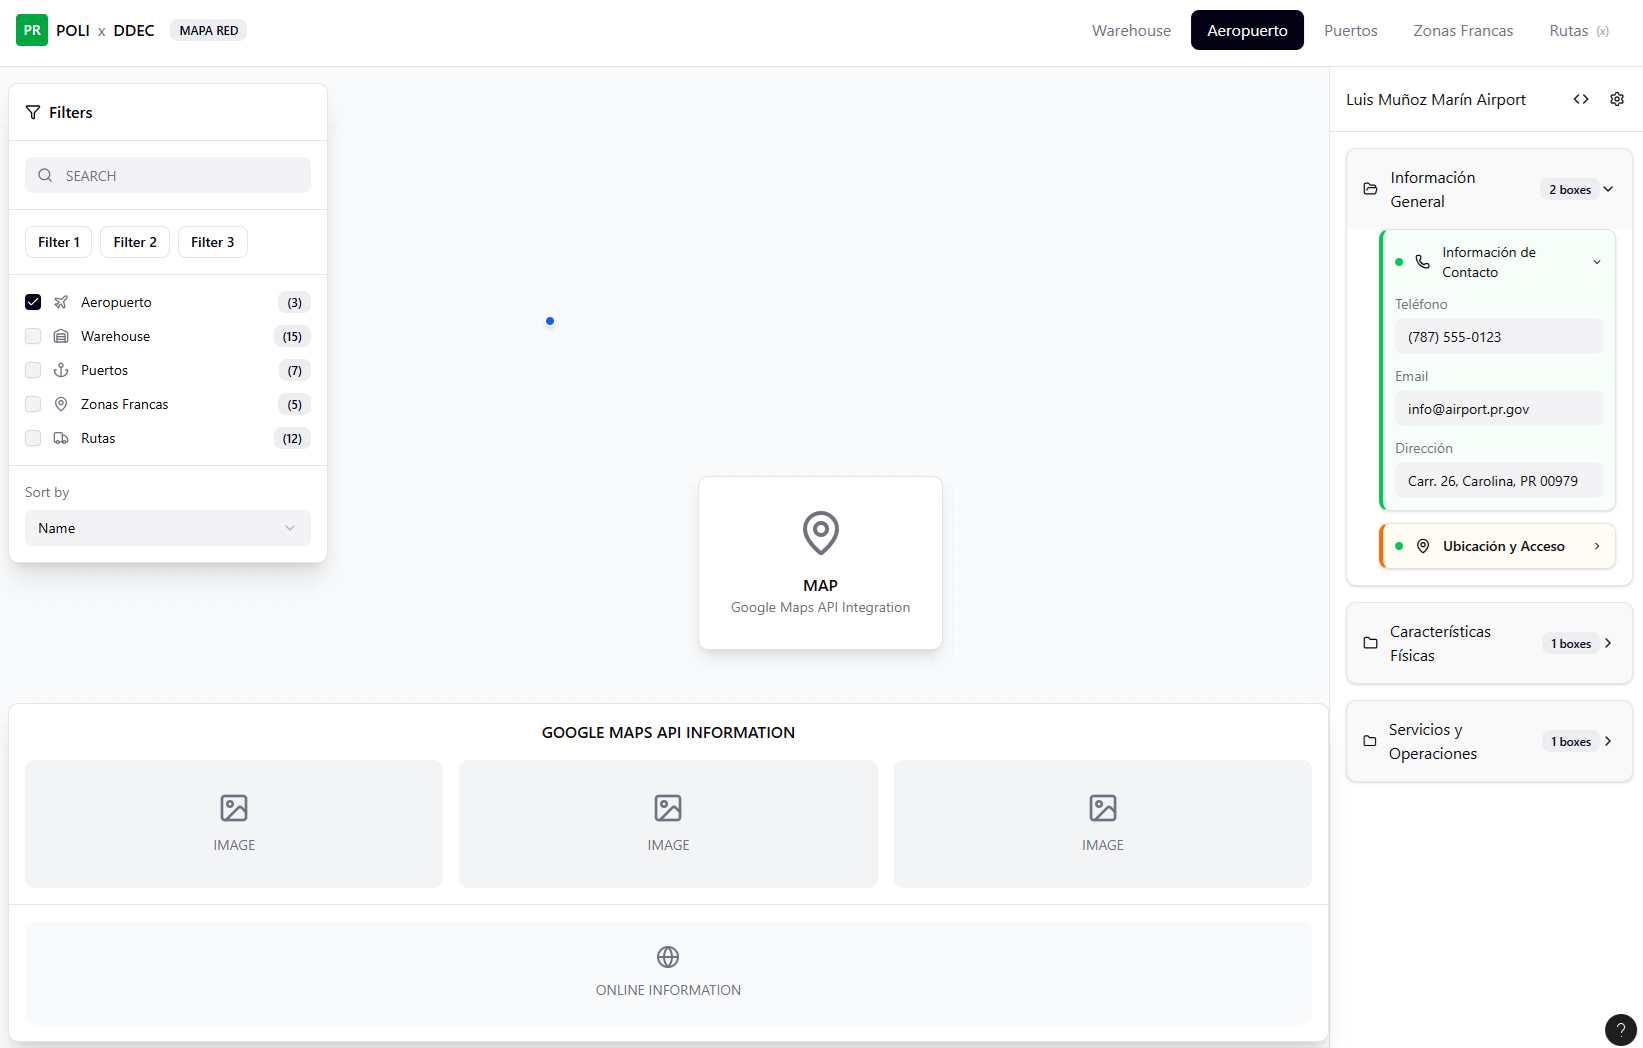 PR POLI x DDEC MAPA RED
Warehouse Aeropuerto Puertos Zonas Francas Rutas (x)
Filters
SEARCH
Filter 1 Filter 2 Filter 3
Aeropuerto (3)
Warehouse (15)
Puertos (7)
Zonas Francas (5)
Rutas (12)
Sort by
Name
MAP
Google Maps API Integration
GOOGLE MAPS API INFORMATION
IMAGE IMAGE IMAGE
ONLINE INFORMATION
Luis Muñoz Marín Airport
Información
General
2 boxes
Información de
Contacto
Teléfono
(787) 555-0123
Email
info@airport.pr.gov
Dirección
Carr. 26, Carolina, PR 00979
Ubicación y Acceso
Características
Físicas
1 boxes
Servicios y
Operaciones
1 boxes
?